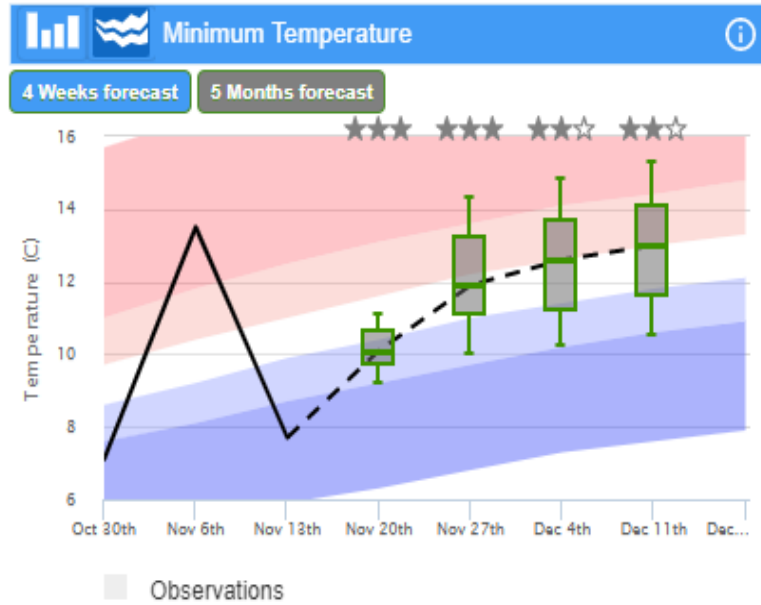 Minimum Temperature
4 Weeks forecast 5 Months forecast
16
14
12
10
8
6
Temperature (C)
Oct 30th Nov 6th Nov 13th Nov 20th Nov 27th Dec 4th Dec 11th Dec...
Observations